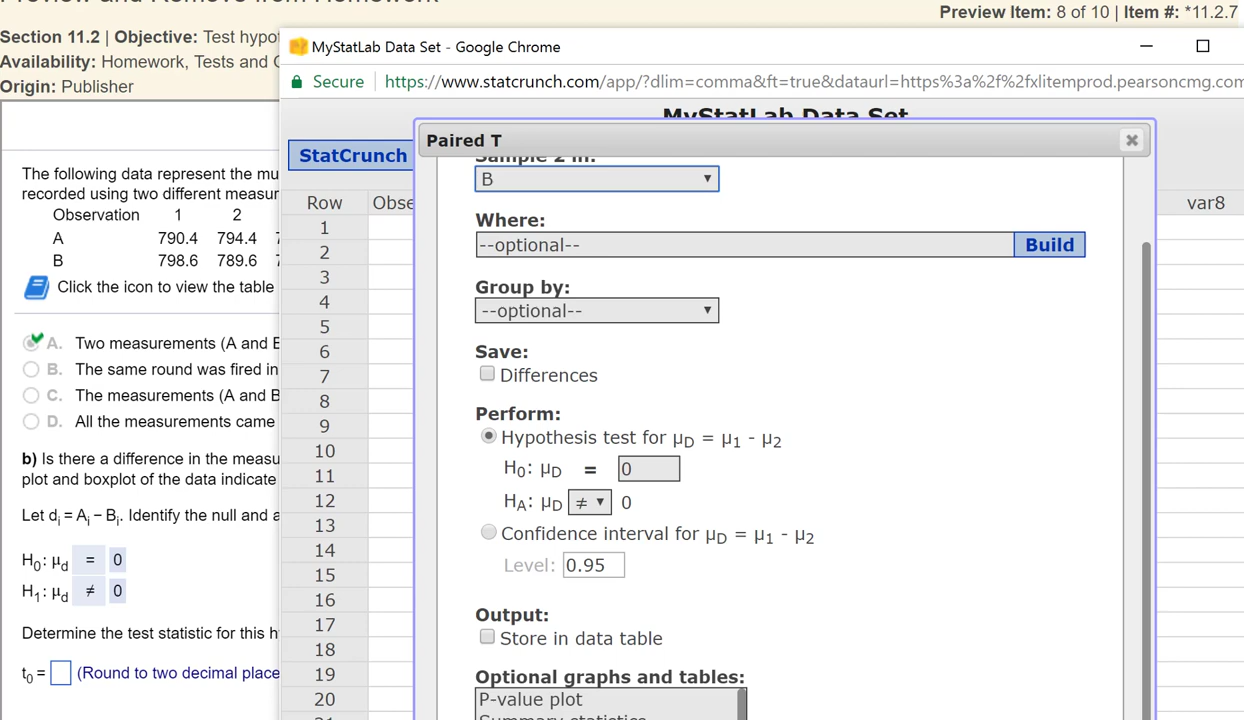 Preview and Remove from Homework
Preview Item: 8 of 10 | Item #: *11.2.7
Section 11.2 | Objective: Test hypo
Availability: Homework, Tests and
Origin: Publisher
MyStatLab Data Set - Google Chrome
Secure | https://www.statcrunch.com/app/?dlim=comma&ft=true&dataurl=https%3a%2f%2fxlitemprod.pearsoncmg.com
MyStatLab Data Set
StatCrunch
Row Obse var8
1
2
3
4
5
6
7
8
9
10
11
12
13
14
15
16
17
18
19
20
The following data represent the mu
recorded using two different measur
Observation 1 2
A 790.4 794.4
B 798.6 789.6
Click the icon to view the table
A. Two measurements (A and B
B. The same round was fired in
C. The measurements (A and B
D. All the measurements came
b) Is there a difference in the measu
plot and boxplot of the data indicate
Let dᵢ = Aᵢ − Bᵢ. Identify the null and a
H₀: μd = 0
H₁: μd ≠ 0
Determine the test statistic for this h
t₀ = (Round to two decimal place
Paired T
Sample 2 in:
B
Where:
--optional-- Build
Group by:
--optional--
Save:
Differences
Perform:
Hypothesis test for μD = μ1 - μ2
H₀: μD = 0
HA: μD ≠ 0
Confidence interval for μD = μ1 - μ2
Level: 0.95
Output:
Store in data table
Optional graphs and tables:
P-value plot
Summary statistics